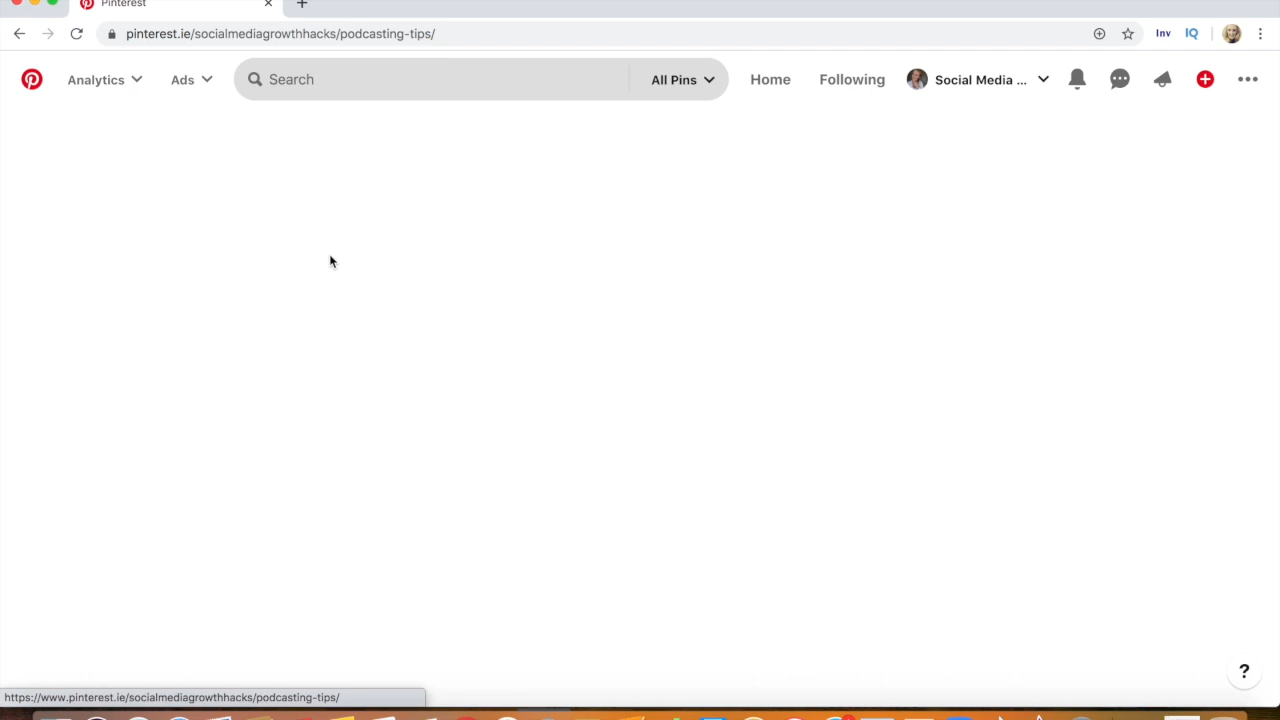 Pinterest
pinterest.ie/socialmediagrowthhacks/podcasting-tips/
Inv
IQ
Analytics
Ads
Search
All Pins
Home
Following
Social Media ...
?
https://www.pinterest.ie/socialmediagrowthhacks/podcasting-tips/